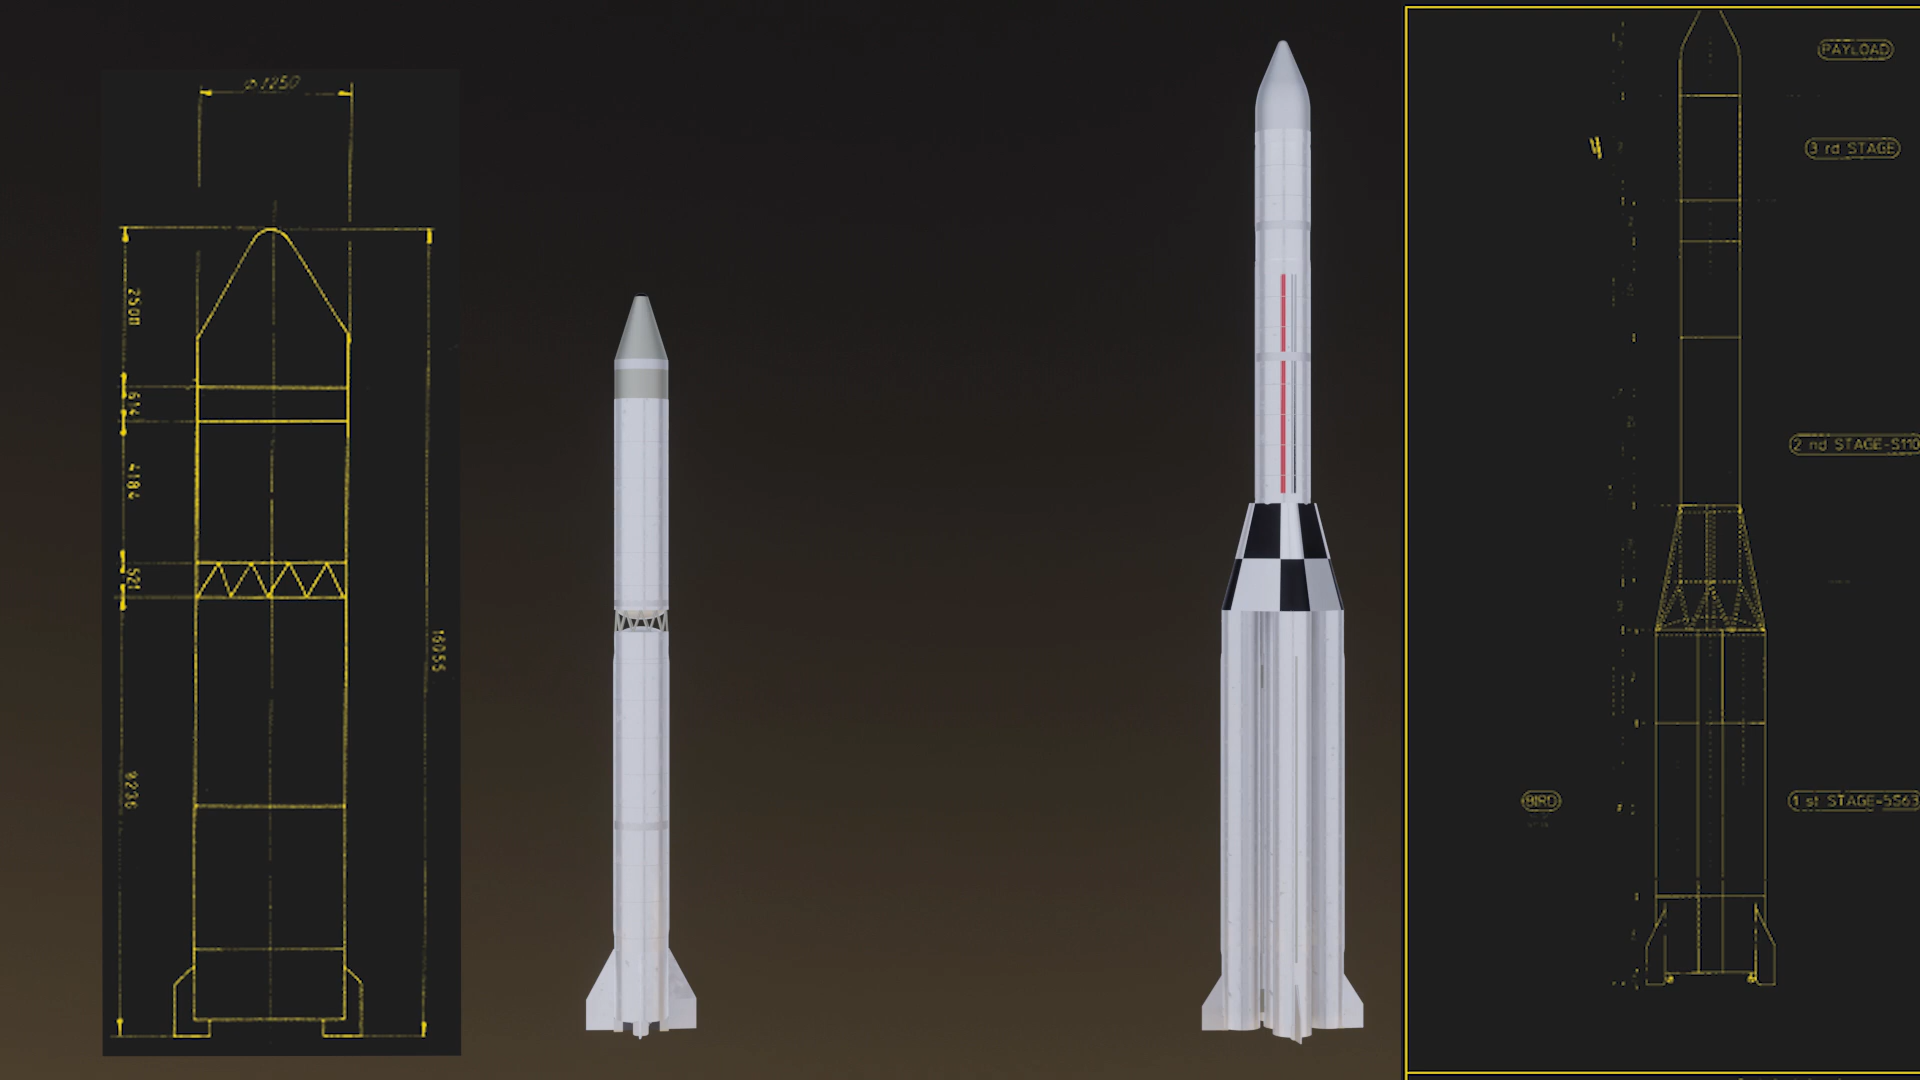 ø 1250
2500
614
4184
521
16055
8236
PAYLOAD
3 rd STAGE
2 nd STAGE-S110
BIRD
1 st STAGE-SS63